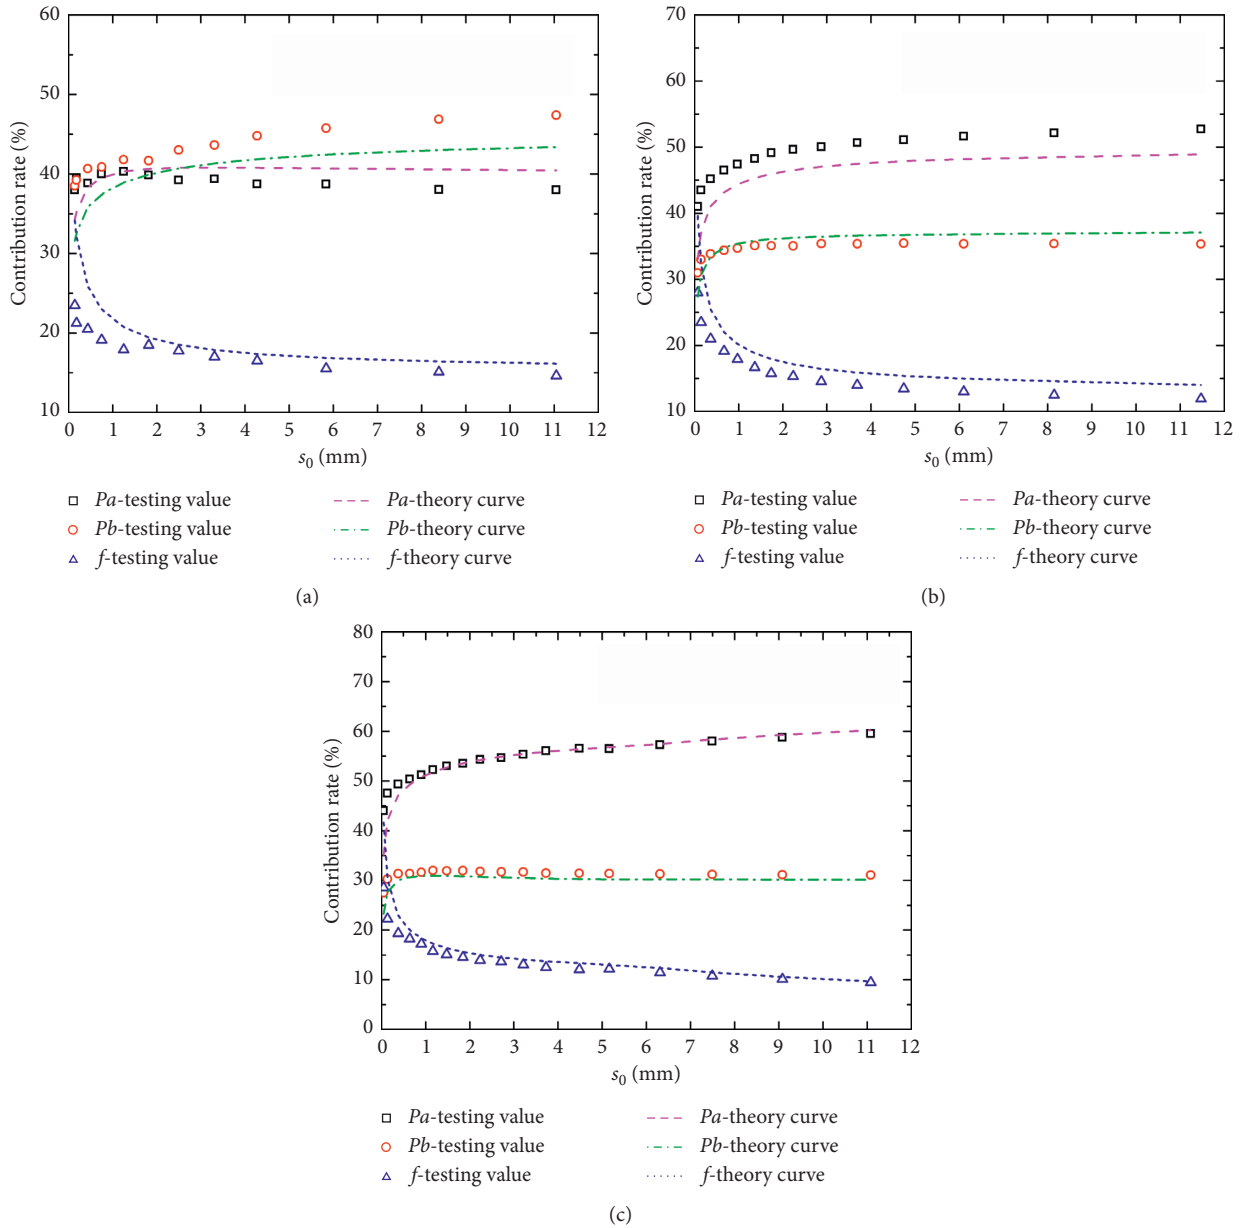 60
50
40
30
20
10
Contribution rate (%)
0 1 2 3 4 5 6 7 8 9 10 11 12
s0 (mm)
Pa-testing value
Pb-testing value
f-testing value
Pa-theory curve
Pb-theory curve
f-theory curve
(a)
70
60
50
40
30
20
10
Contribution rate (%)
0 1 2 3 4 5 6 7 8 9 10 11 12
s0 (mm)
Pa-testing value
Pb-testing value
f-testing value
Pa-theory curve
Pb-theory curve
f-theory curve
(b)
80
70
60
50
40
30
20
10
0
Contribution rate (%)
0 1 2 3 4 5 6 7 8 9 10 11 12
s0 (mm)
Pa-testing value
Pb-testing value
f-testing value
Pa-theory curve
Pb-theory curve
f-theory curve
(c)